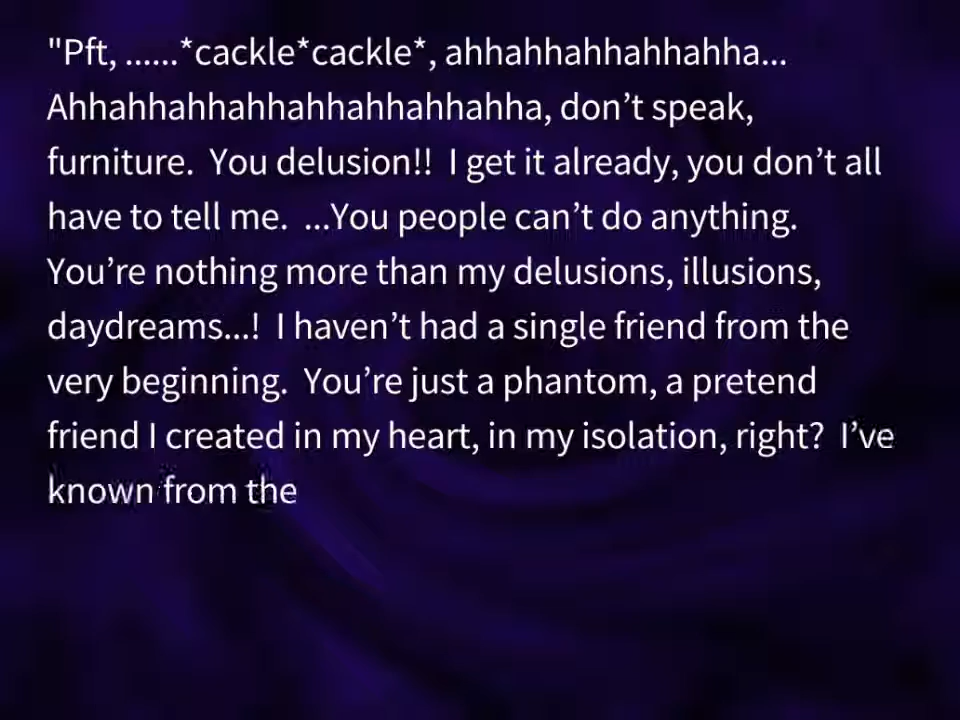 "Pft, ......*cackle*cackle*, ahhahhahhahhahha...
Ahhahhahhahhahhahhahhahhahha, don’t speak,
furniture.  You delusion!!  I get it already, you don’t all
have to tell me.  ...You people can’t do anything.
You’re nothing more than my delusions, illusions,
daydreams...!  I haven’t had a single friend from the
very beginning.  You’re just a phantom, a pretend
friend I created in my heart, in my isolation, right?  I’ve
known from the